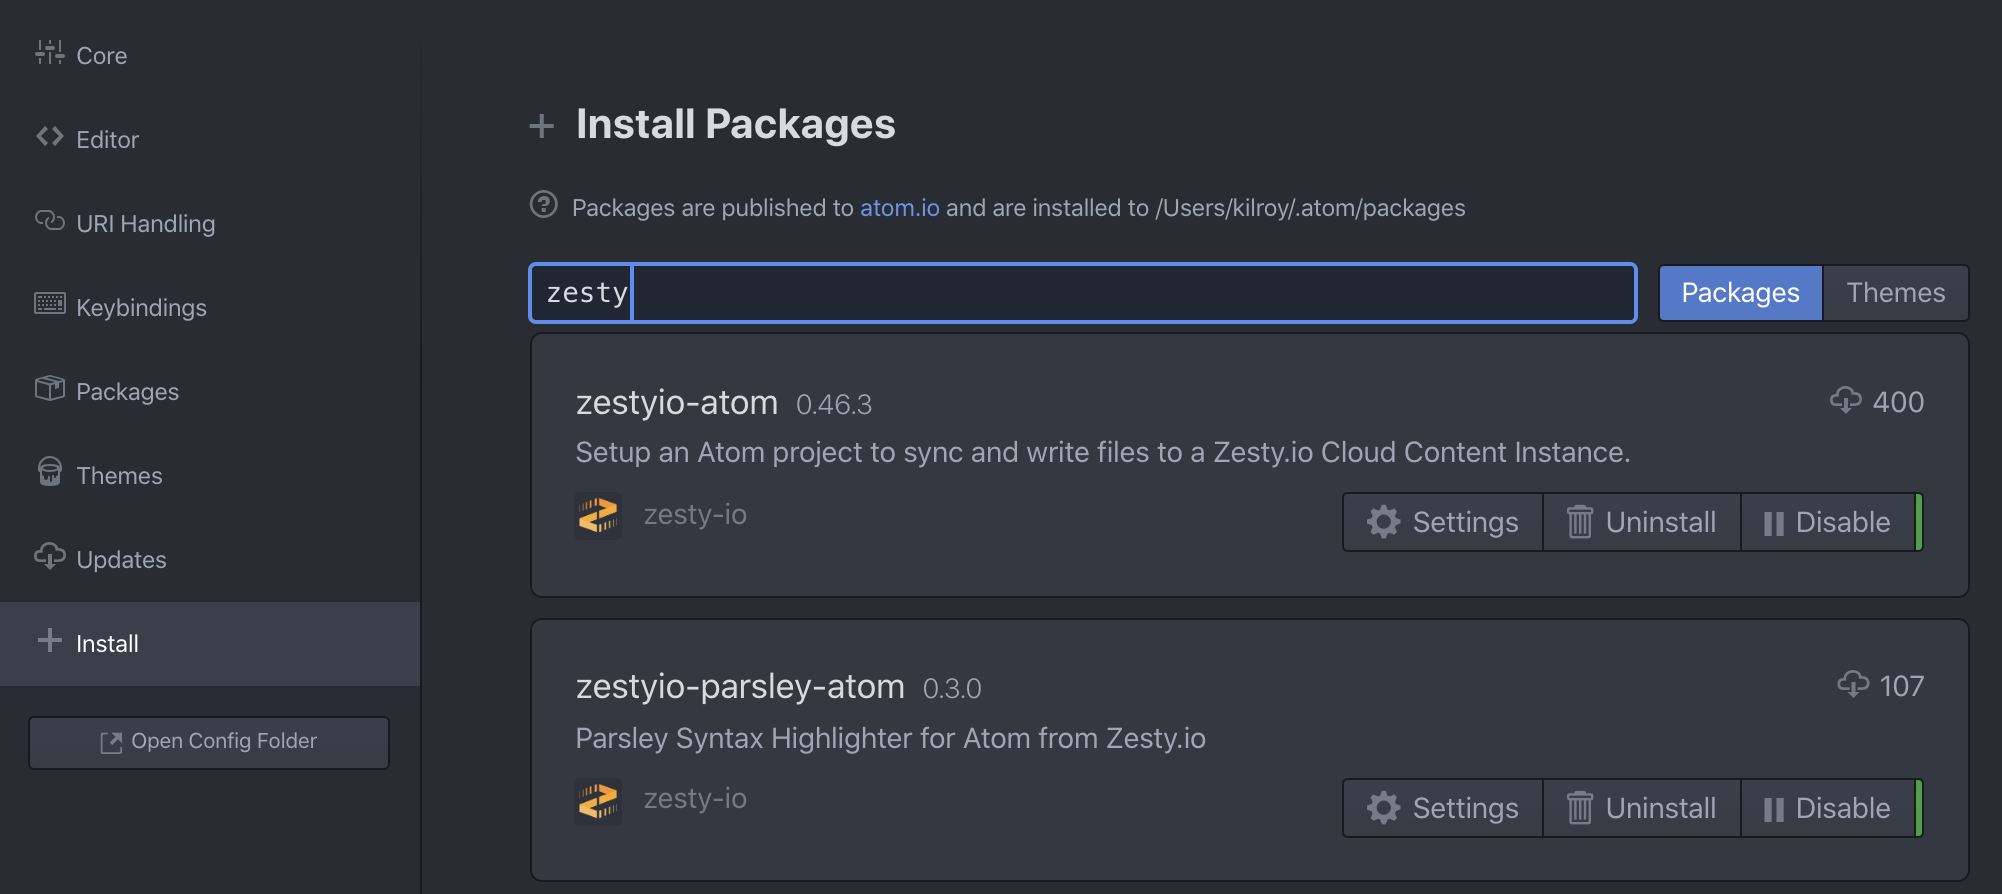 Core
Editor
URI Handling
Keybindings
Packages
Themes
Updates
Install
Open Config Folder
Install Packages
Packages are published to atom.io and are installed to /Users/kilroy/.atom/packages
zesty
Packages Themes
zestyio-atom 0.46.3 400
Setup an Atom project to sync and write files to a Zesty.io Cloud Content Instance.
zesty-io Settings Uninstall Disable
zestyio-parsley-atom 0.3.0 107
Parsley Syntax Highlighter for Atom from Zesty.io
zesty-io Settings Uninstall Disable